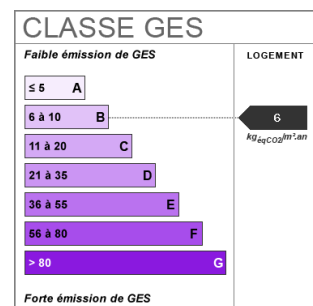 CLASSE GES
Faible émission de GES
LOGEMENT
≤ 5 A
6 à 10 B
6
kgéqCO2/m².an
11 à 20 C
21 à 35 D
36 à 55 E
56 à 80 F
> 80 G
Forte émission de GES